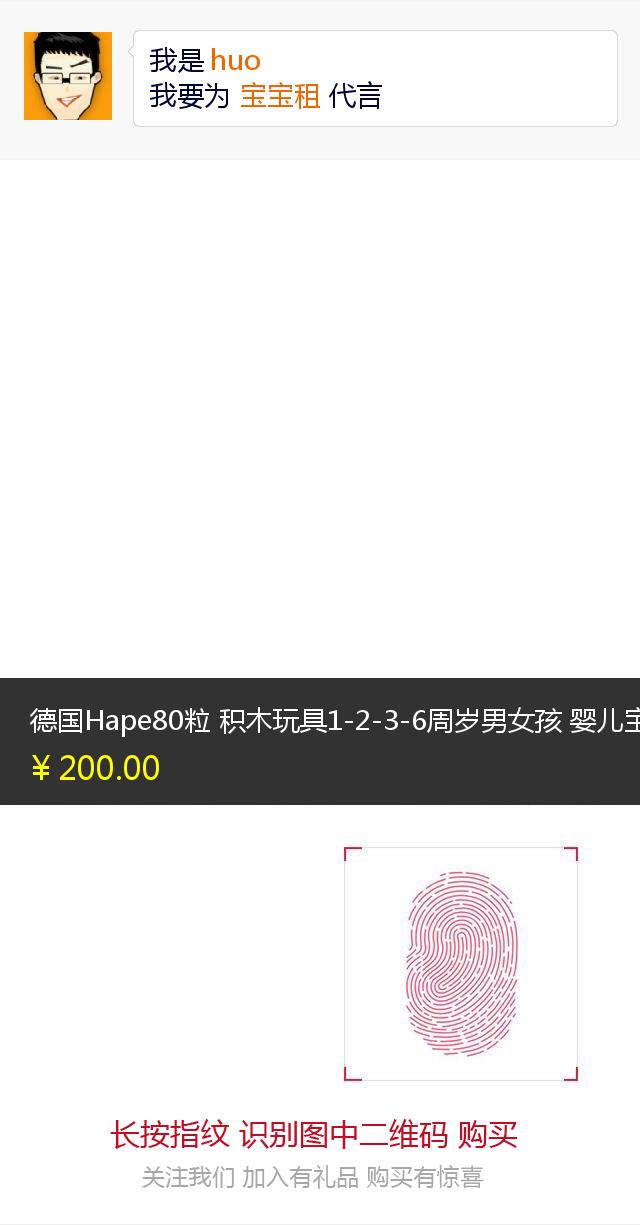 我是 huo
我要为 宝宝租 代言
德国Hape80粒 积木玩具1-2-3-6周岁男女孩 婴儿
¥ 200.00
长按指纹 识别图中二维码 购买
关注我们 加入有礼品 购买有惊喜